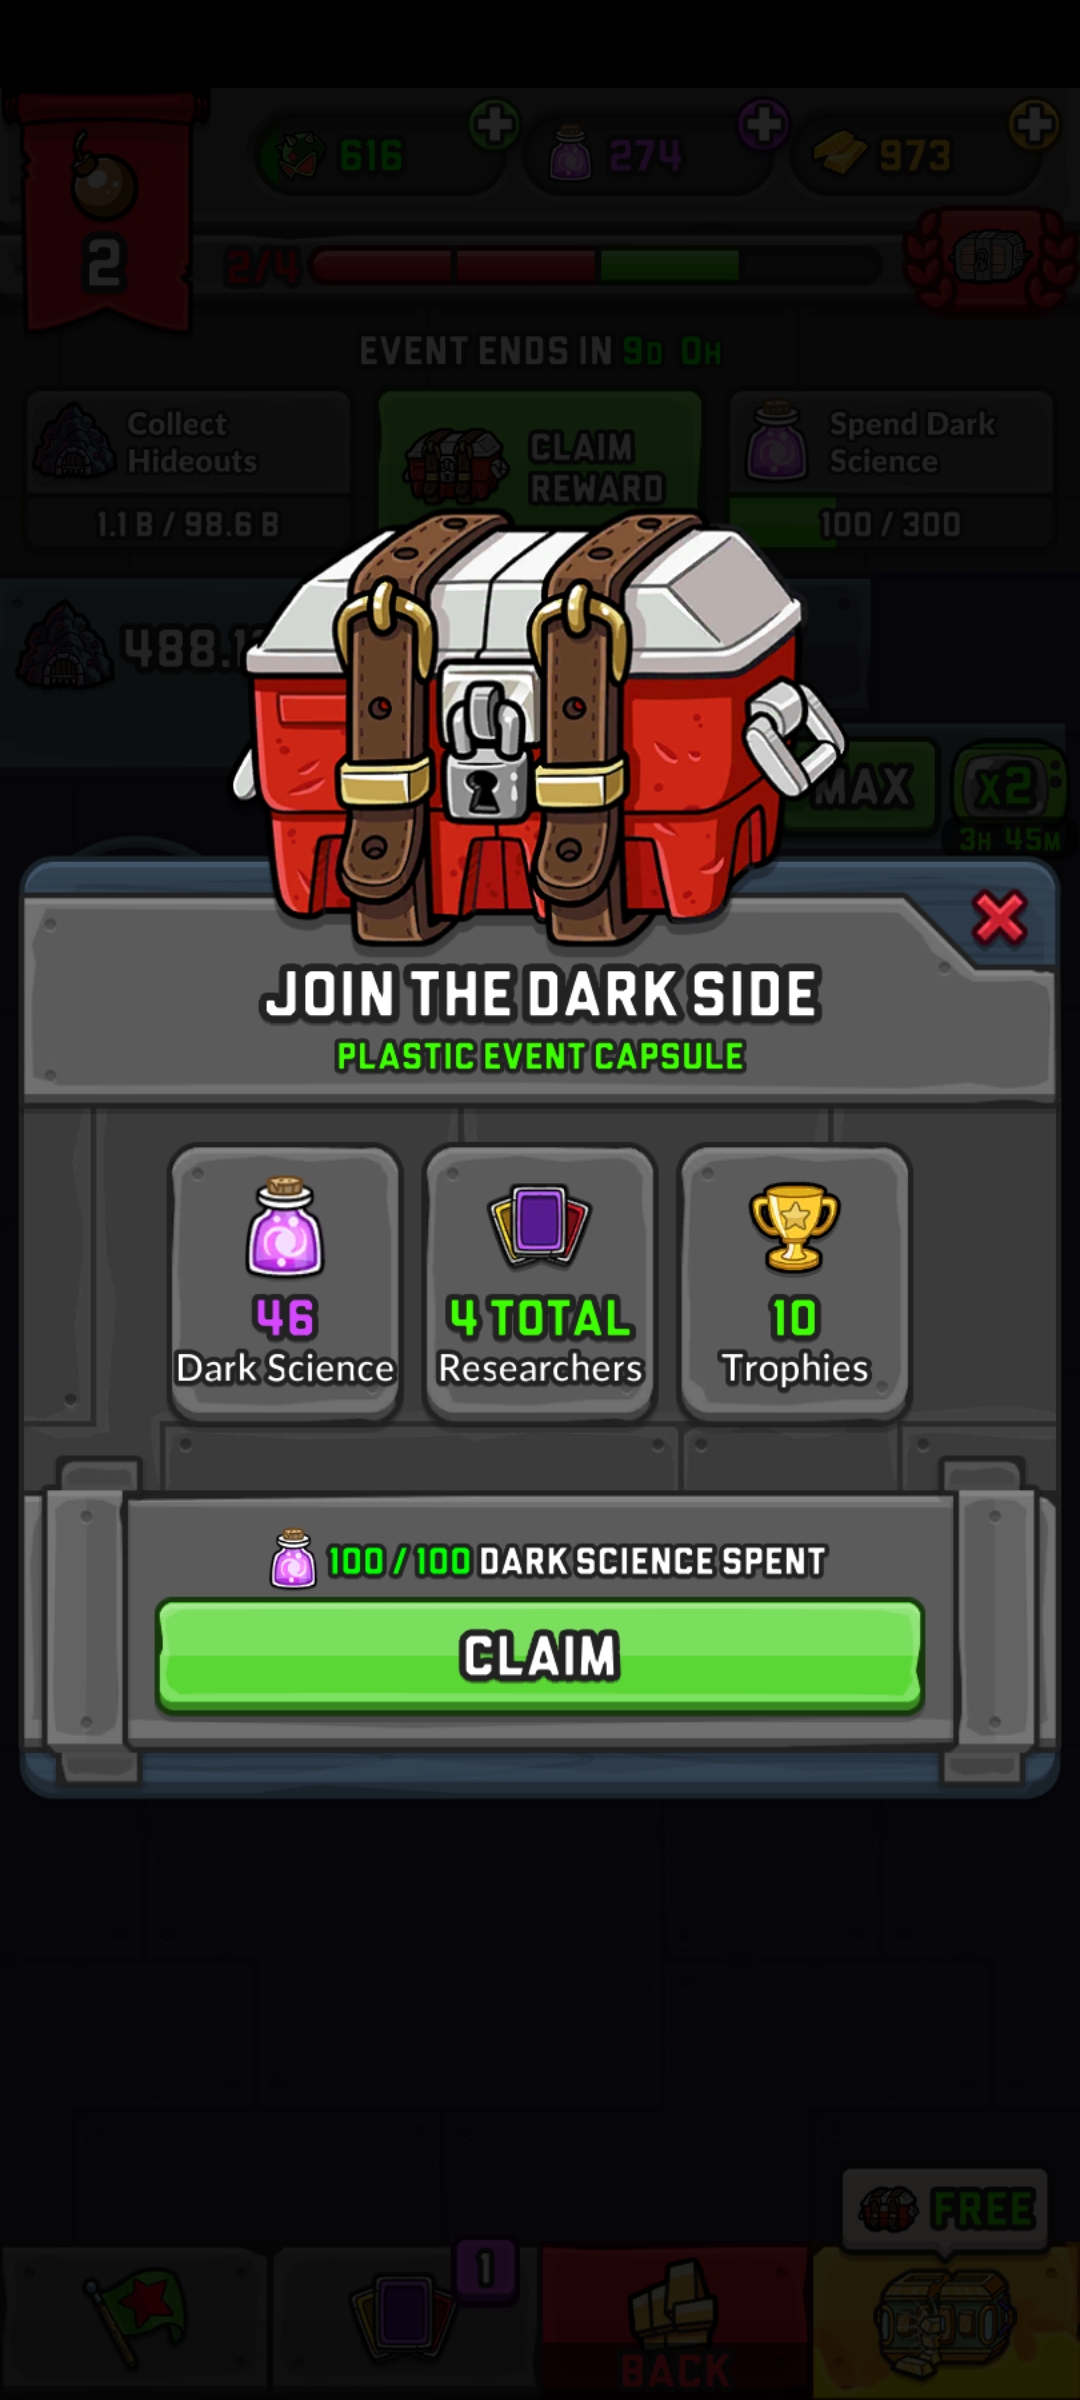 616
274
973
2
2/4
EVENT ENDS IN 9D 0H
Collect
Hideouts
1.1 B / 98.6 B
CLAIM
REWARD
Spend Dark
Science
100 / 300
488.1
MAX
x2
3H 45M
JOIN THE DARK SIDE
PLASTIC EVENT CAPSULE
46
Dark Science
4 TOTAL
Researchers
10
Trophies
100 / 100 DARK SCIENCE SPENT
CLAIM
FREE
1
BACK